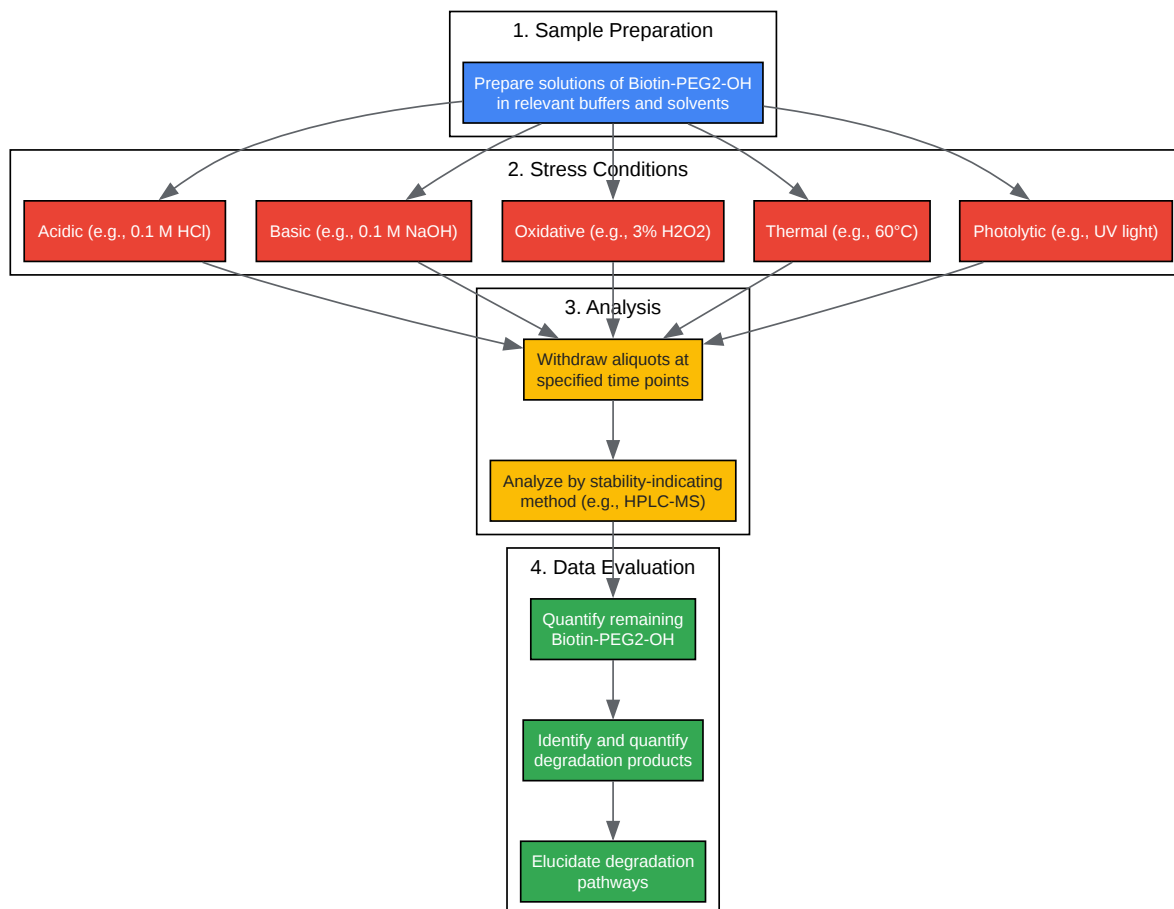 1. Sample Preparation
Prepare solutions of Biotin-PEG2-OH
in relevant buffers and solvents
2. Stress Conditions
Acidic (e.g., 0.1 M HCl)
Basic (e.g., 0.1 M NaOH)
Oxidative (e.g., 3% H2O2)
Thermal (e.g., 60°C)
Photolytic (e.g., UV light)
3. Analysis
Withdraw aliquots at
specified time points
Analyze by stability-indicating
method (e.g., HPLC-MS)
4. Data Evaluation
Quantify remaining
Biotin-PEG2-OH
Identify and quantify
degradation products
Elucidate degradation
pathways